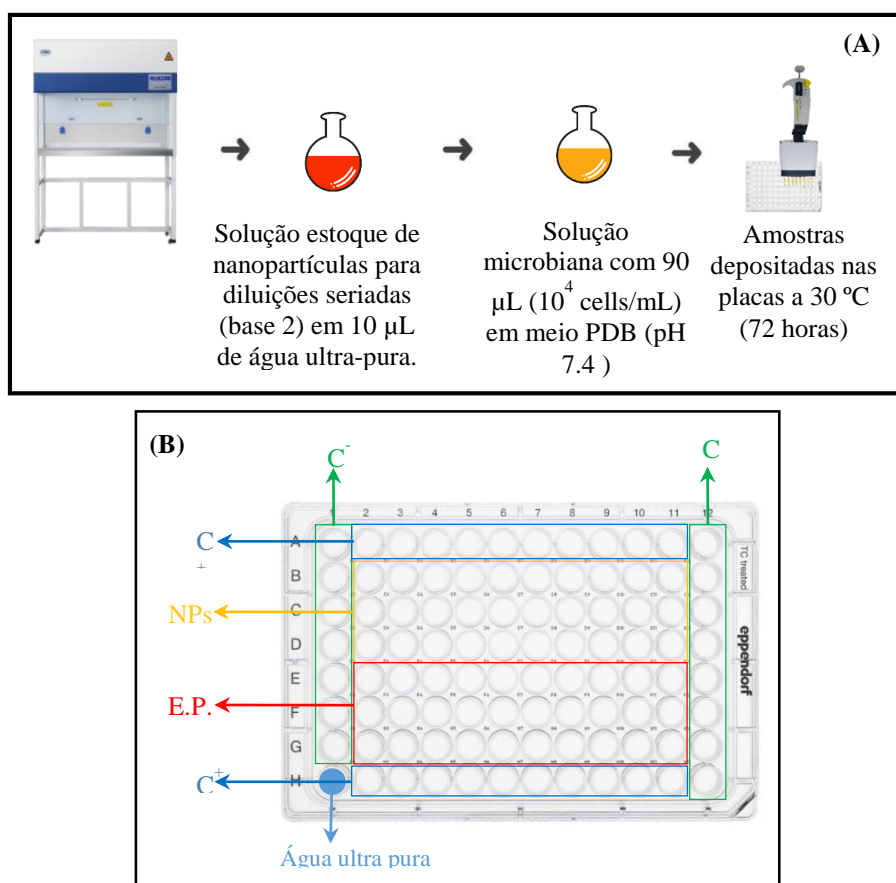 (A)
Solução estoque de
nanopartículas para
diluições seriadas
(base 2) em 10 µL
de água ultra-pura.
Solução
microbiana com 90
µL (10⁴ cells/mL)
em meio PDB (pH
7.4 )
Amostras
depositadas nas
placas a 30 ºC
(72 horas)
(B)
C⁻
C
1 2 3 4 5 6 7 8 9 10 11 12
C
+
NPs
E.P.
C⁺
A
B
C
D
E
F
G
H
TC treated
eppendorf
Água ultra pura